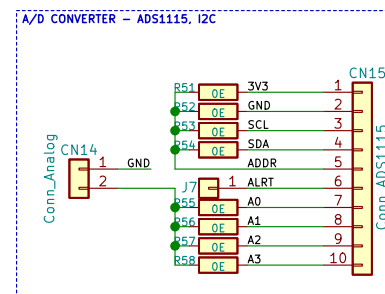 A/D CONVERTER – ADS1115, I2C
CN15
R51 0E 3V3 1
R52 0E GND 2
R53 0E SCL 3
R54 0E SDA 4
ADDR 5
CN14
1 GND
2
Conn_Analog
J7 1 ALRT 6
R55 0E A0 7
R56 0E A1 8
R57 0E A2 9
R58 0E A3 10
Conn_ADS1115